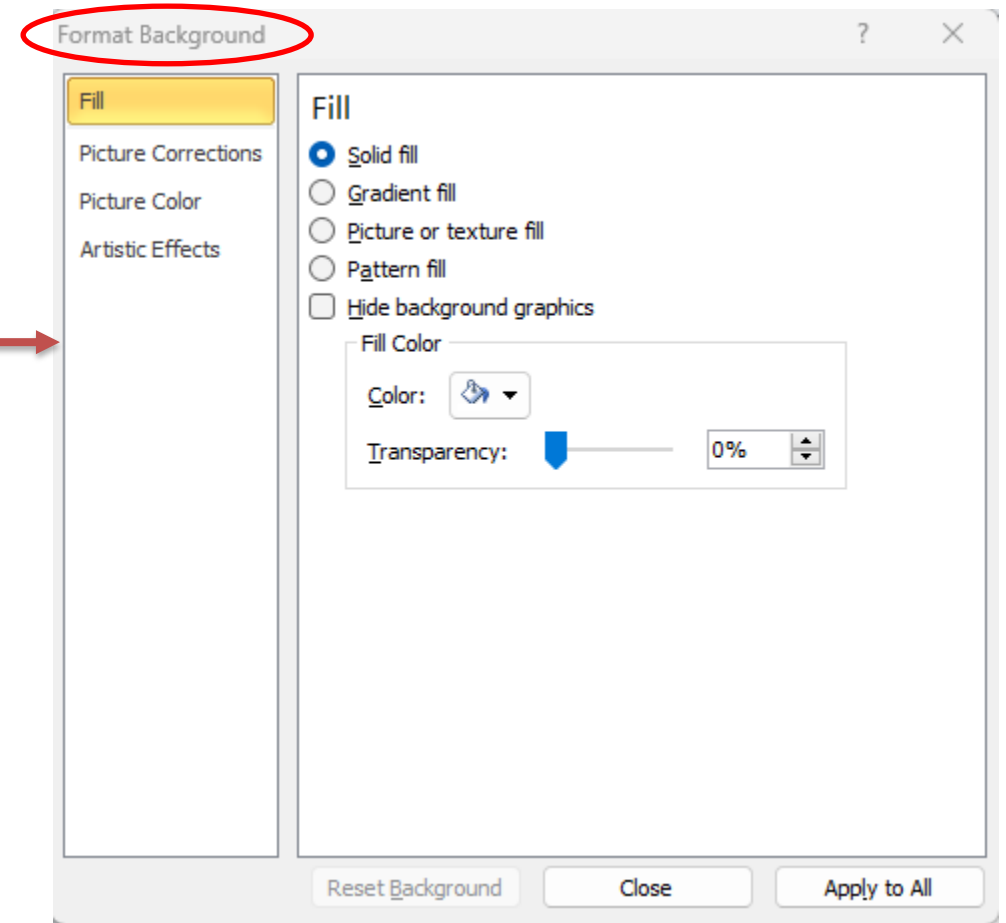 Format Background ?
Fill
Picture Corrections
Picture Color
Artistic Effects
Fill
Solid fill
Gradient fill
Picture or texture fill
Pattern fill
Hide background graphics
Fill Color
Color:
Transparency: 0%
Reset Background Close Apply to All